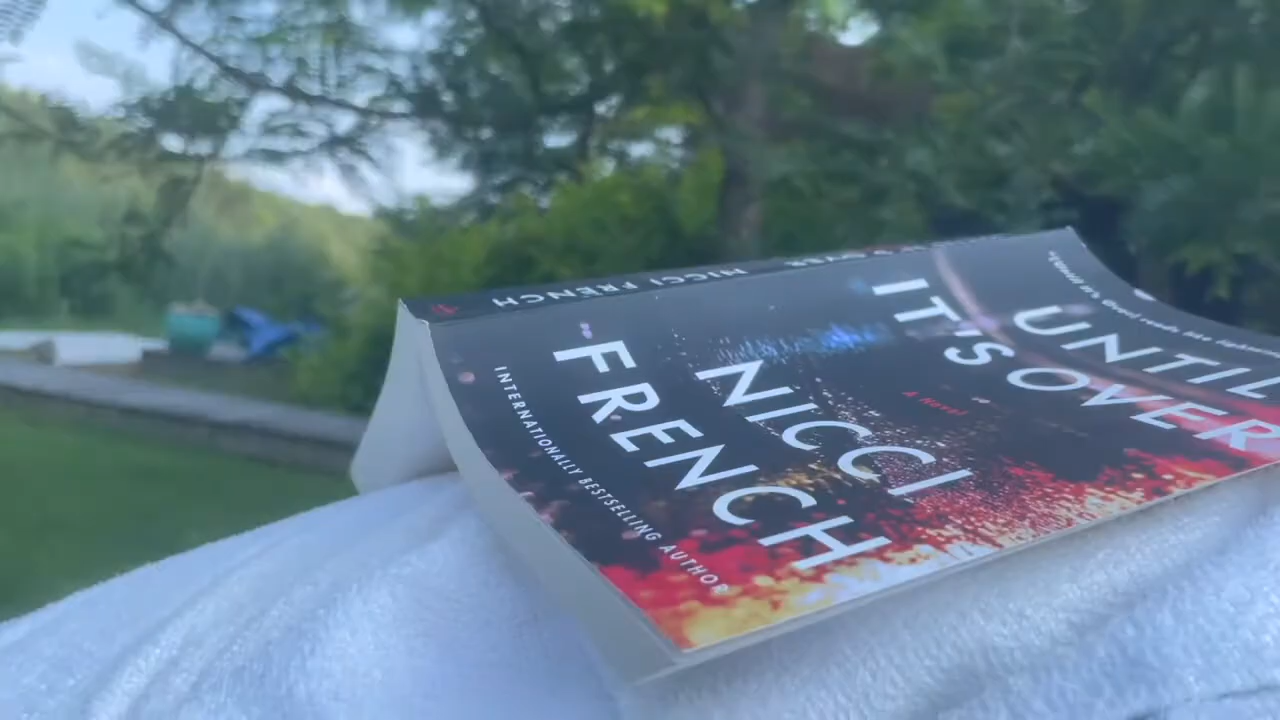 UNTIL
IT'S OVER
A Novel
NICCI
FRENCH
INTERNATIONALLY BESTSELLING AUTHOR
NICCI FRENCH